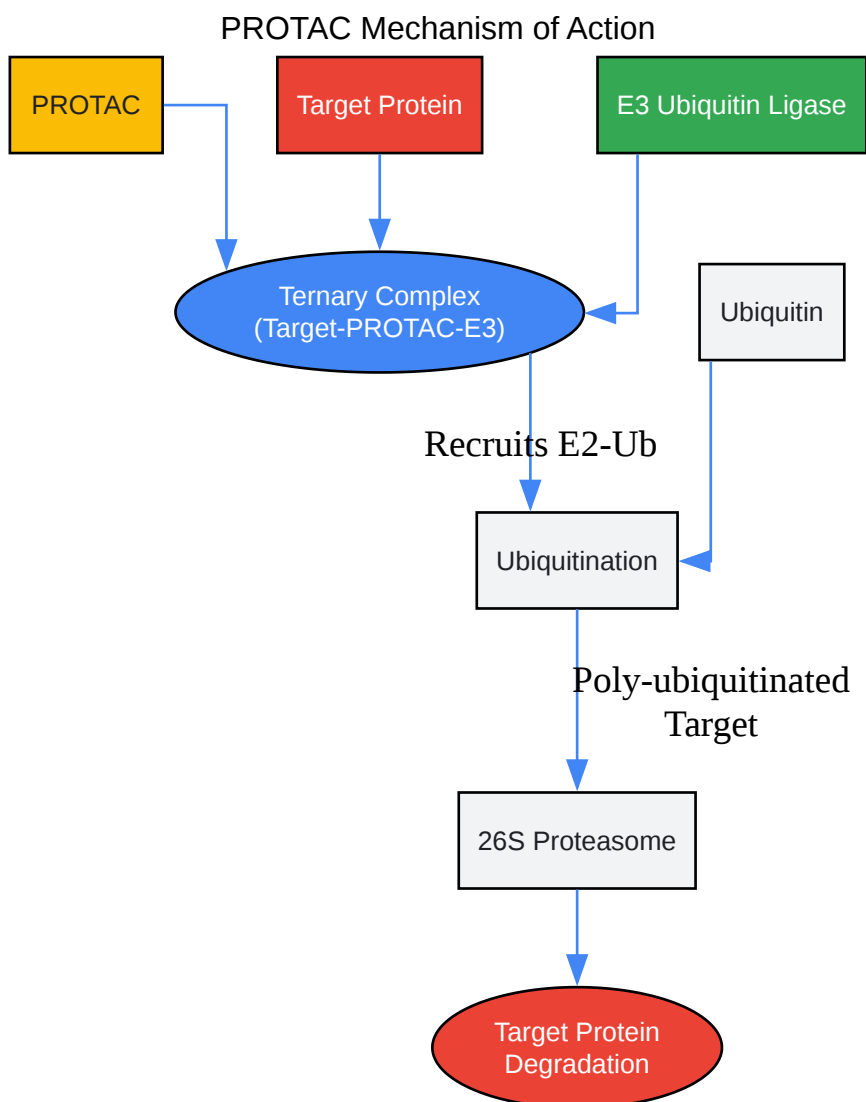 PROTAC Mechanism of Action
PROTAC
Target Protein
E3 Ubiquitin Ligase
Ternary Complex
(Target-PROTAC-E3)
Ubiquitin
Recruits E2-Ub
Ubiquitination
Poly-ubiquitinated
Target
26S Proteasome
Target Protein
Degradation